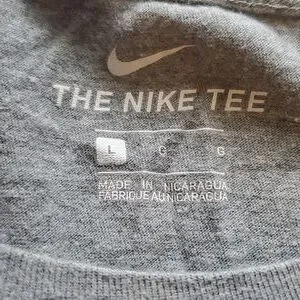 THE NIKE TEE
L G G
MADE IN NICARAGUA
FABRIQUE AU NICARAGUA